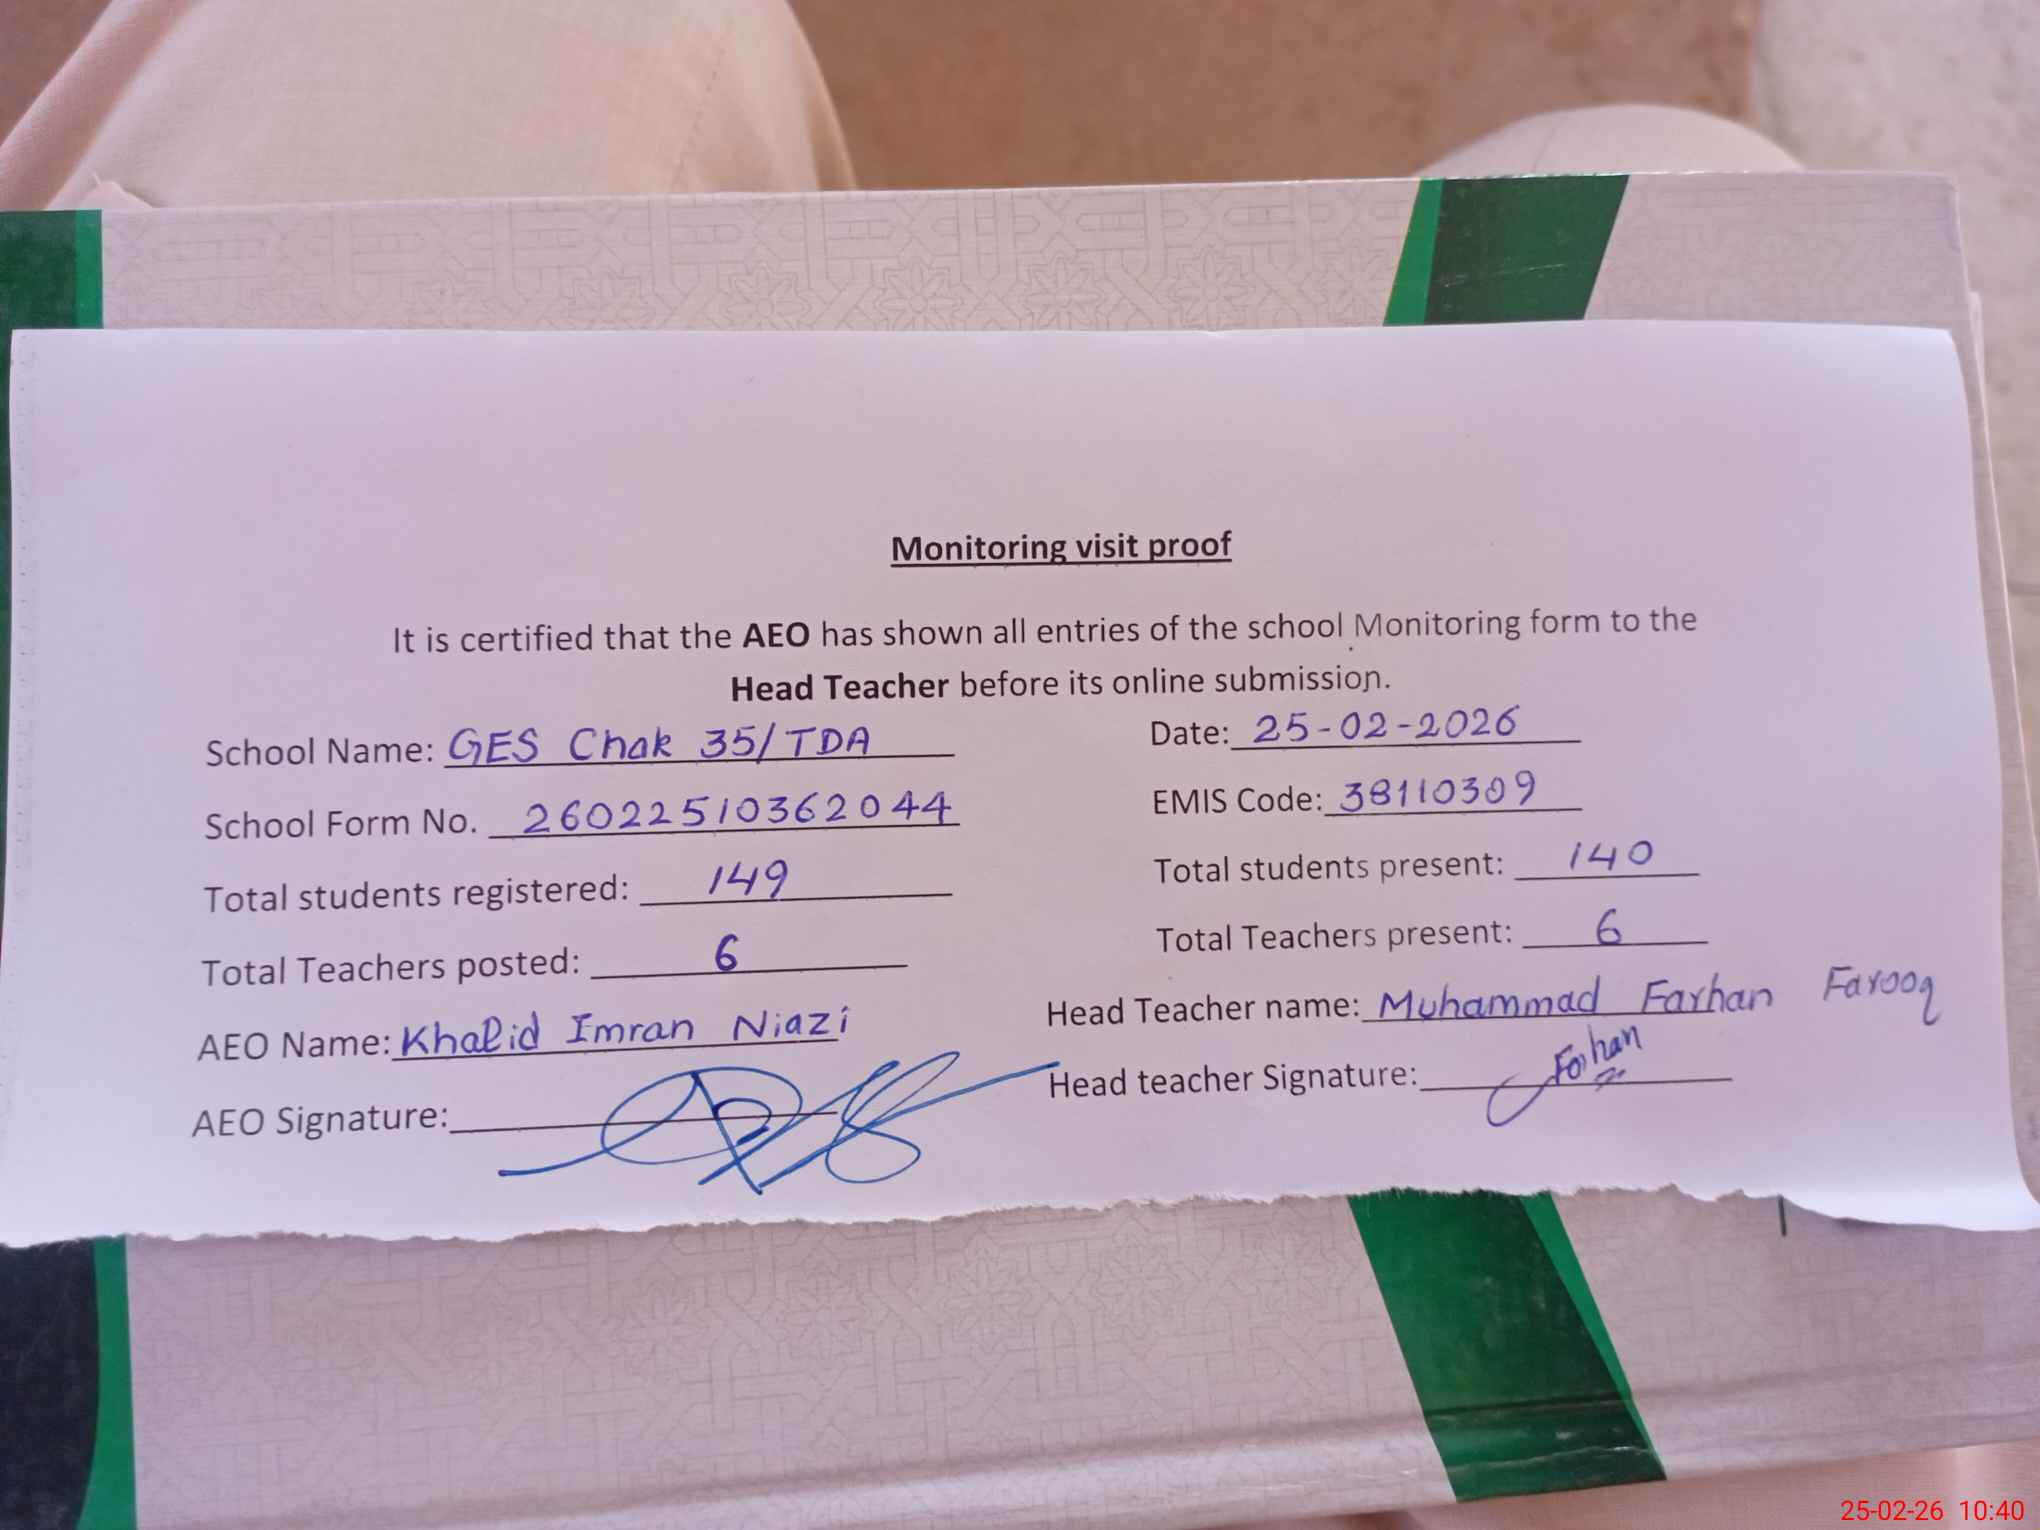 Monitoring visit proof
It is certified that the AEO has shown all entries of the school Monitoring form to the
Head Teacher before its online submission.
School Name: GES Chak 35/TDA Date: 25-02-2026
School Form No. 26022510362044 EMIS Code: 38110309
Total students registered: 149 Total students present: 140
Total Teachers posted: 6 Total Teachers present: 6
AEO Name: Khalid Imran Niazi Head Teacher name: Muhammad Farhan Farooq
AEO Signature: Head teacher Signature: Farhan
25-02-26 10:40